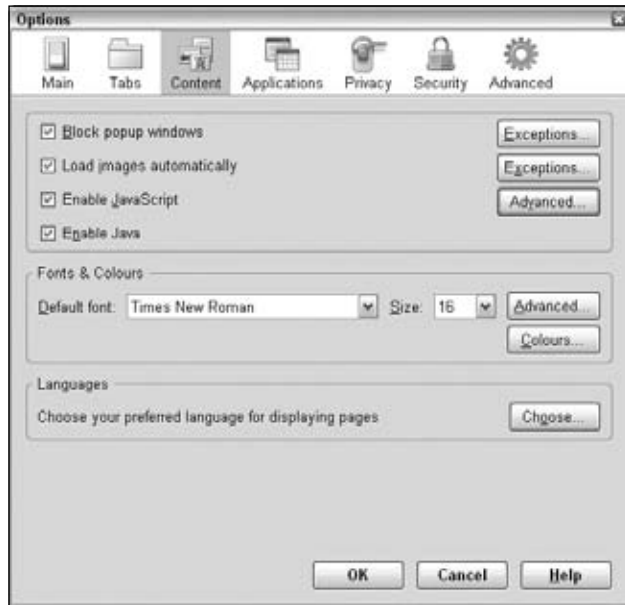 Options
Main Tabs Content Applications Privacy Security Advanced
Block popup windows Exceptions...
Load images automatically Exceptions...
Enable JavaScript Advanced...
Enable Java
Fonts & Colours
Default font: Times New Roman Size: 16 Advanced...
Colours...
Languages
Choose your preferred language for displaying pages Choose...
OK Cancel Help